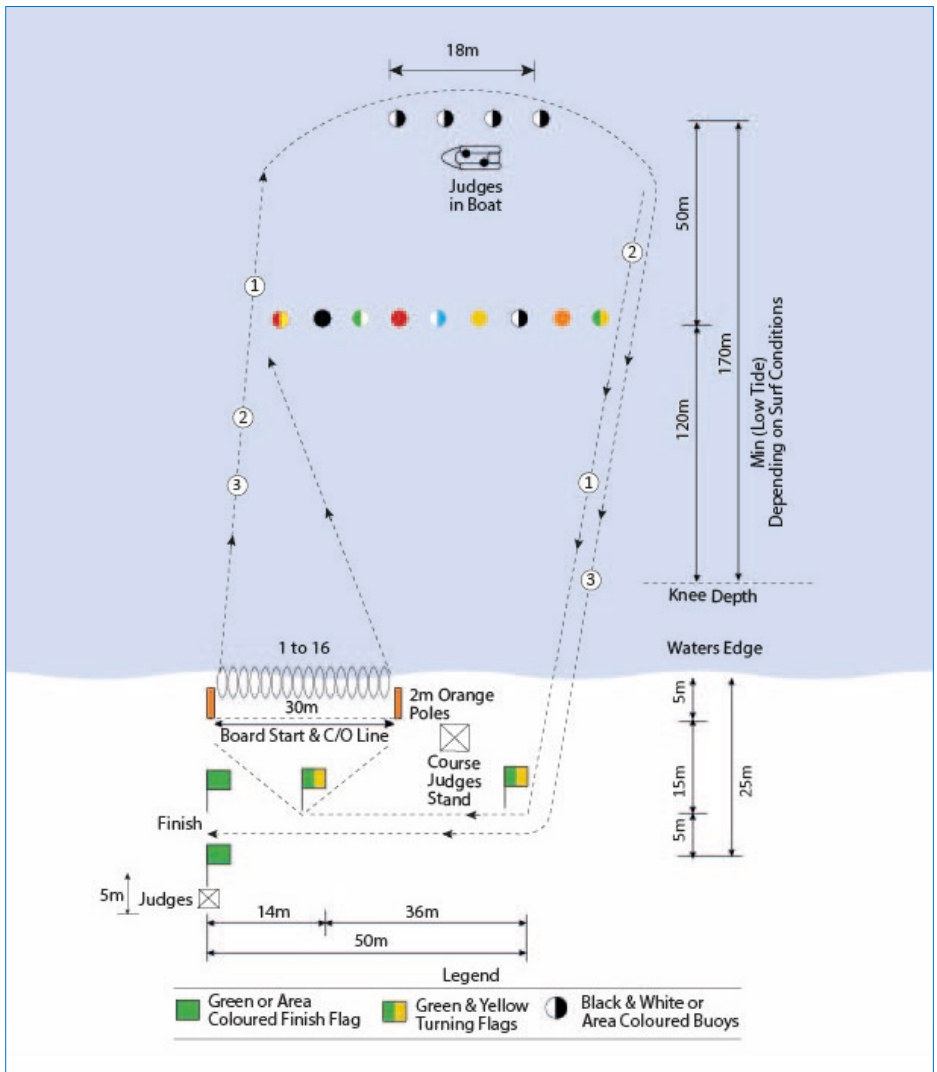 18m
Judges
in Boat
50m
2
1
170m
Min (Low Tide)
Depending on Surf Conditions
120m
2
3
1
3
Knee Depth
1 to 16
Waters Edge
5m
2m Orange
Poles
30m
Board Start & C/O Line
Course
Judges
Stand
15m
25m
Finish
5m
5m
Judges
14m
36m
50m
Legend
Green or Area
Coloured Finish Flag
Green & Yellow
Turning Flags
Black & White or
Area Coloured Buoys